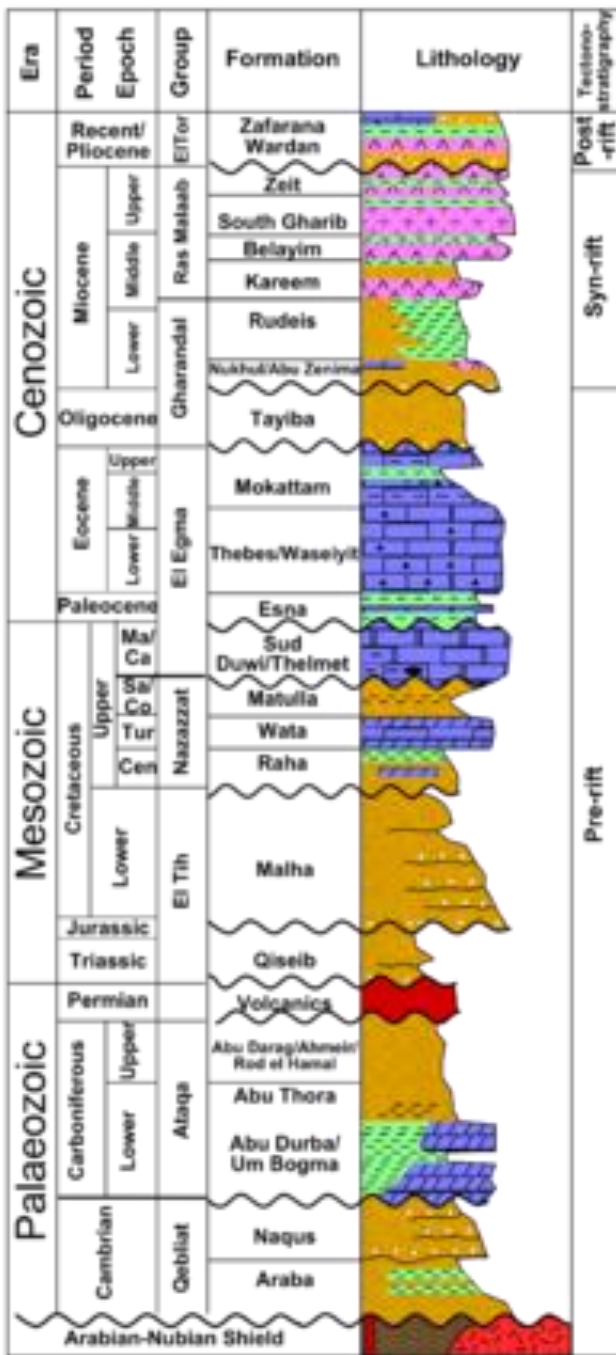 Era
Period
Epoch
Group
Formation
Lithology
Tectono-
stratigraphy
Cenozoic
Mesozoic
Palaeozoic
Recent/
Pliocene
Miocene
Upper
Middle
Lower
Oligocene
Eocene
Upper
Middle
Lower
Paleocene
Cretaceous
Upper
Ma/
Ca
Sa/
Co
Tur
Cen
Lower
Jurassic
Triassic
Permian
Carboniferous
Upper
Lower
Cambrian
ElTor
Ras Malaab
Gharandal
El Egma
Nazazzat
El Tih
Ataqa
Qebliat
Zafarana
Wardan
Zeit
South Gharib
Belayim
Kareem
Rudeis
Nukhul/Abu Zenima
Tayiba
Mokattam
Thebes/Waseiyit
Esna
Sud
Duwi/Thelmet
Matulla
Wata
Raha
Malha
Qiseib
Volcanics
Abu Darag/Ahmein/
Rod el Hamal
Abu Thora
Abu Durba/
Um Bogma
Naqus
Araba
Arabian-Nubian Shield
Post
-rift
Syn-rift
Pre-rift